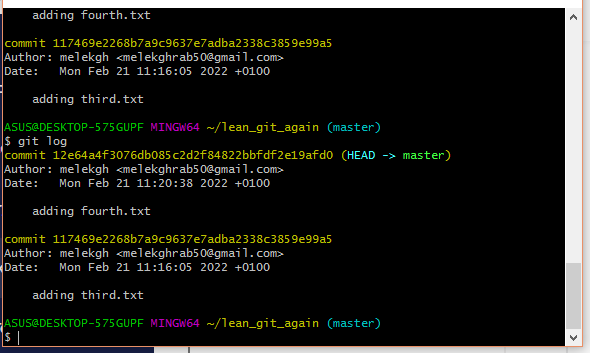 adding fourth.txt
commit 117469e2268b7a9c9637e7adba2338c3859e99a5
Author: melekgh <melekghrab50@gmail.com>
Date:   Mon Feb 21 11:16:05 2022 +0100
adding third.txt
ASUS@DESKTOP-575GUPF MINGW64 ~/lean_git_again (master)
$ git log
commit 12e64a4f3076db085c2d2f84822bbfdf2e19afd0 (HEAD -> master)
Author: melekgh <melekghrab50@gmail.com>
Date:   Mon Feb 21 11:20:38 2022 +0100
adding fourth.txt
commit 117469e2268b7a9c9637e7adba2338c3859e99a5
Author: melekgh <melekghrab50@gmail.com>
Date:   Mon Feb 21 11:16:05 2022 +0100
adding third.txt
ASUS@DESKTOP-575GUPF MINGW64 ~/lean_git_again (master)
$